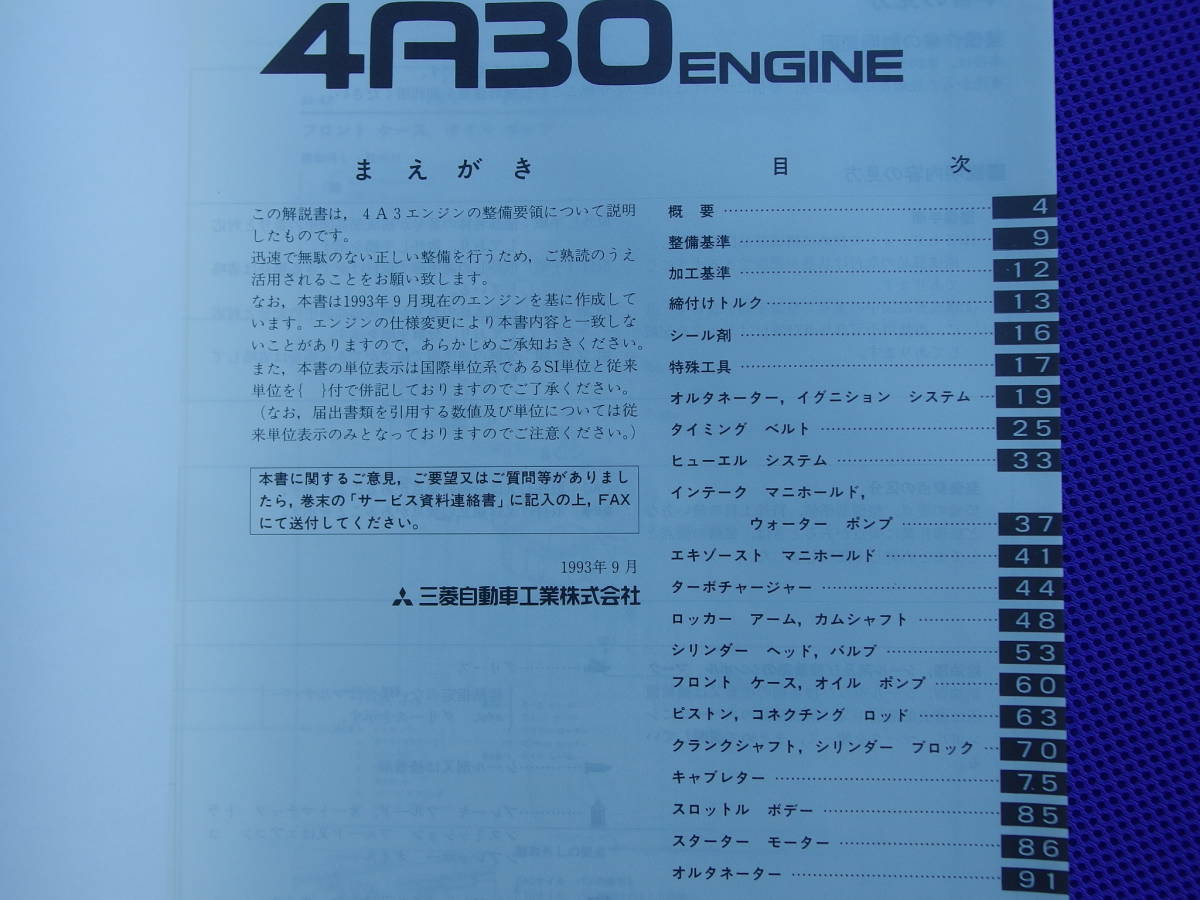 4A30 ENGINE
まえがき
この解説書は，4A3エンジンの整備要領について説明
したものです。
迅速で無駄のない正しい整備を行うため，ご熟読のうえ
活用されることをお願い致します。
なお，本書は1993年9月現在のエンジンを基に作成して
います。エンジンの仕様変更により本書内容と一致しな
いことがありますので，あらかじめご承知おきください。
また，本書の単位表示は国際単位系であるSI単位と従来
単位を{　}付で併記しておりますのでご了承ください。
（なお，届出書類を引用する数値及び単位については従
来単位表示のみとなっておりますのでご注意ください。）
本書に関するご意見，ご要望又はご質問等がありまし
たら，巻末の「サービス資料連絡書」に記入の上，FAX
にて送付してください。
1993年9月
三菱自動車工業株式会社
目　次
概　要 …… 4
整備基準 …… 9
加工基準 …… 12
締付けトルク …… 13
シール剤 …… 16
特殊工具 …… 17
オルタネーター，イグニション　システム … 19
タイミング　ベルト …… 25
ヒューエル　システム …… 33
インテーク　マニホールド，
ウォーター　ポンプ …… 37
エキゾースト　マニホールド …… 41
ターボチャージャー …… 44
ロッカー　アーム，カムシャフト …… 48
シリンダー　ヘッド，バルブ …… 53
フロント　ケース，オイル　ポンプ …… 60
ピストン，コネクチング　ロッド …… 63
クランクシャフト，シリンダー　ブロック … 70
キャブレター …… 75
スロットル　ボデー …… 85
スターター　モーター …… 86
オルタネーター …… 91